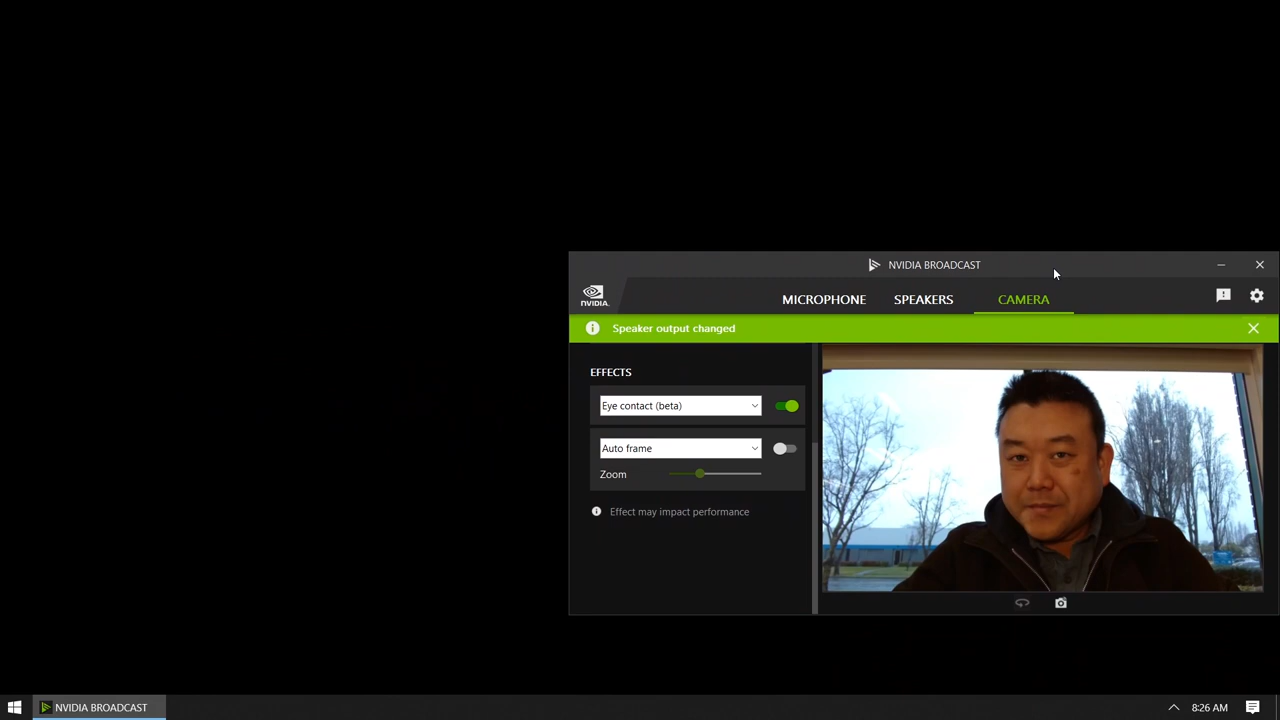 NVIDIA BROADCAST
NVIDIA.
MICROPHONE
SPEAKERS
CAMERA
Speaker output changed
EFFECTS
Eye contact (beta)
Auto frame
Zoom
Effect may impact performance
NVIDIA BROADCAST
8:26 AM